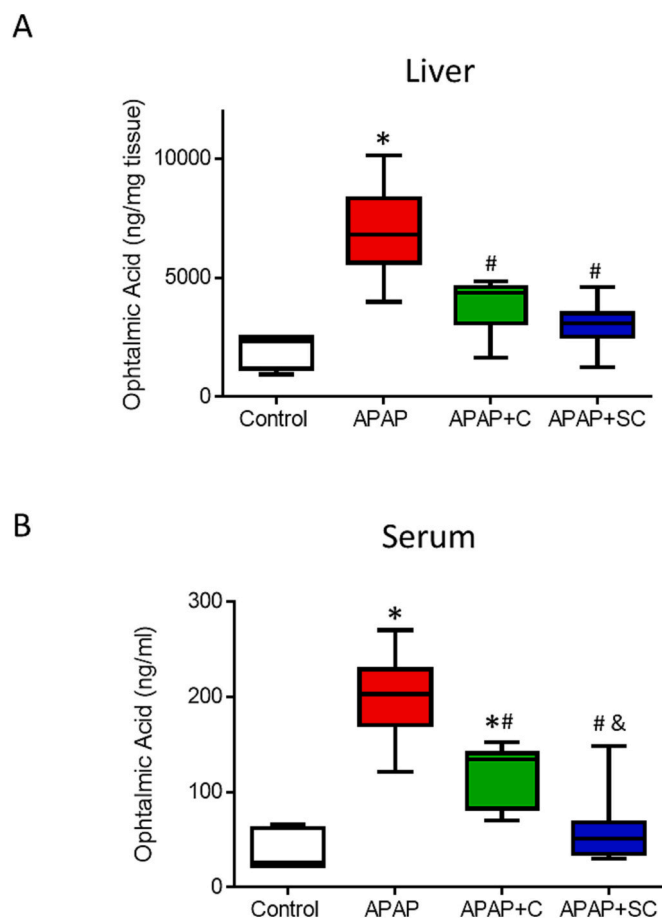 A
Liver
Ophtalmic Acid (ng/mg tissue)
10000
5000
0
*
#
#
Control APAP APAP+C APAP+SC
B
Serum
Ophtalmic Acid (ng/ml)
300
200
100
0
*
*#
# &
Control APAP APAP+C APAP+SC